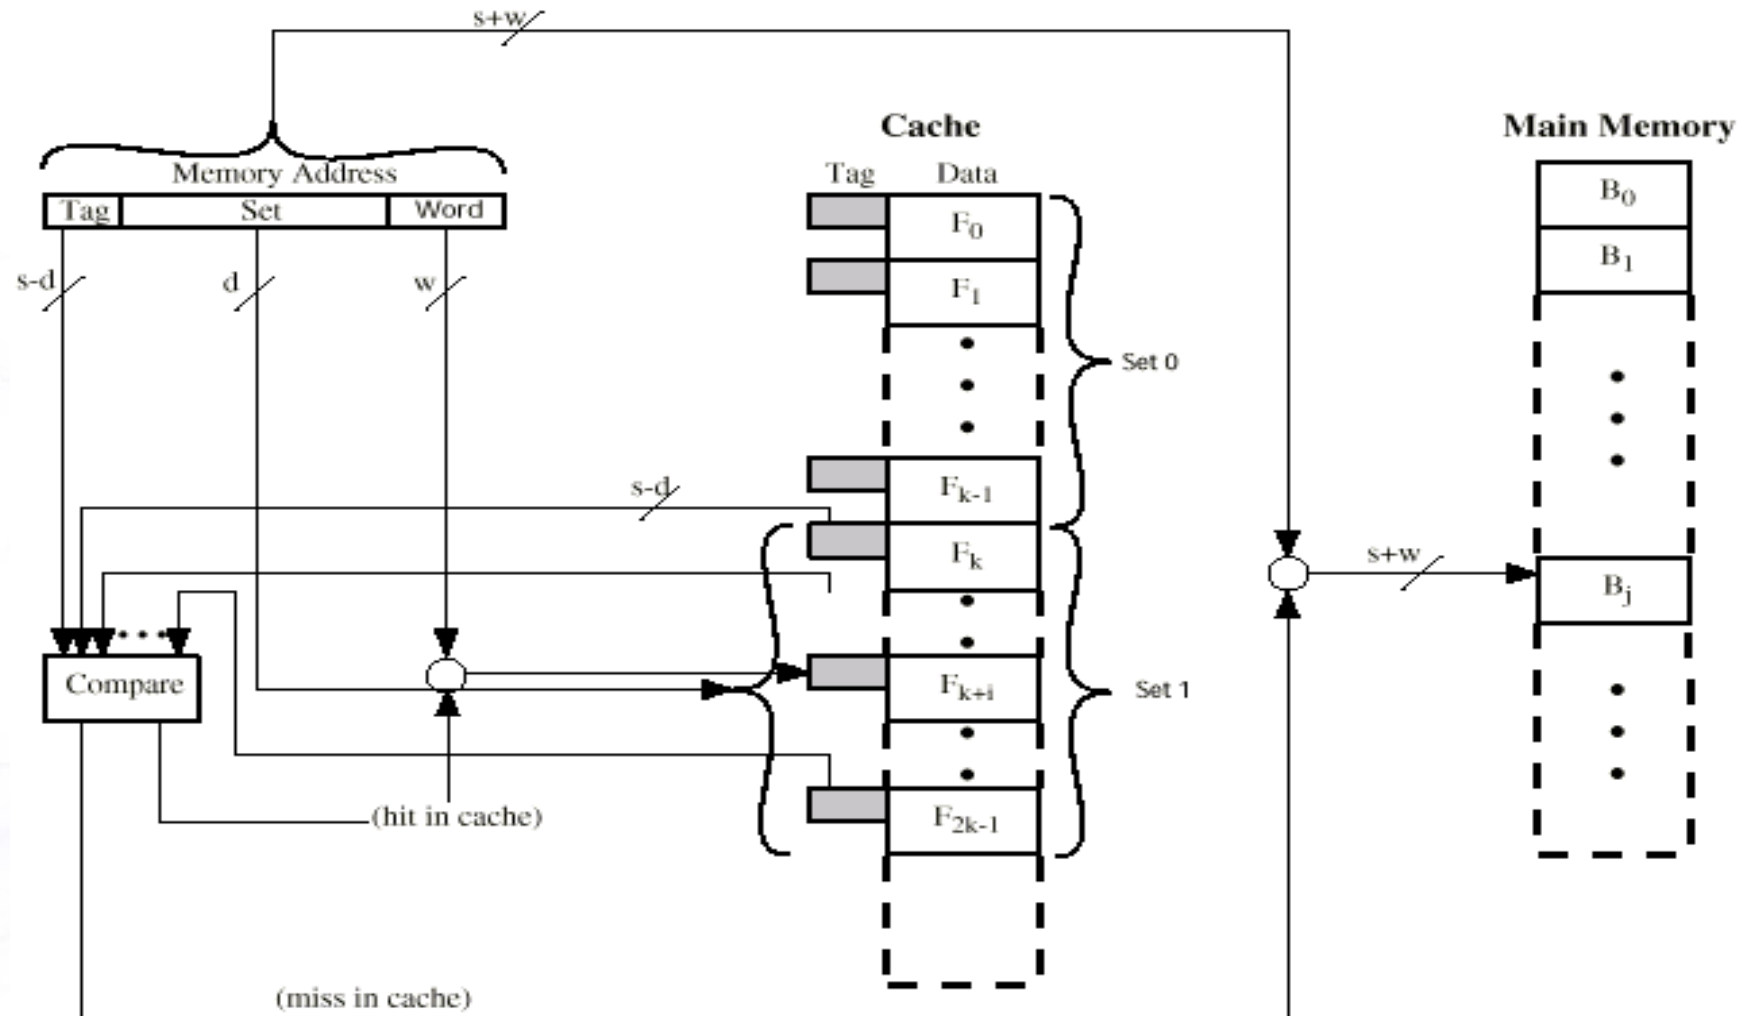 s+w
Cache
Main Memory
Memory Address
Tag Data
Tag Set Word
B0
F0
B1
s-d d w
F1
Set 0
s-d
Fk-1
Fk
s+w
Bj
Compare
Fk+i
Set 1
(hit in cache)
F2k-1
(miss in cache)